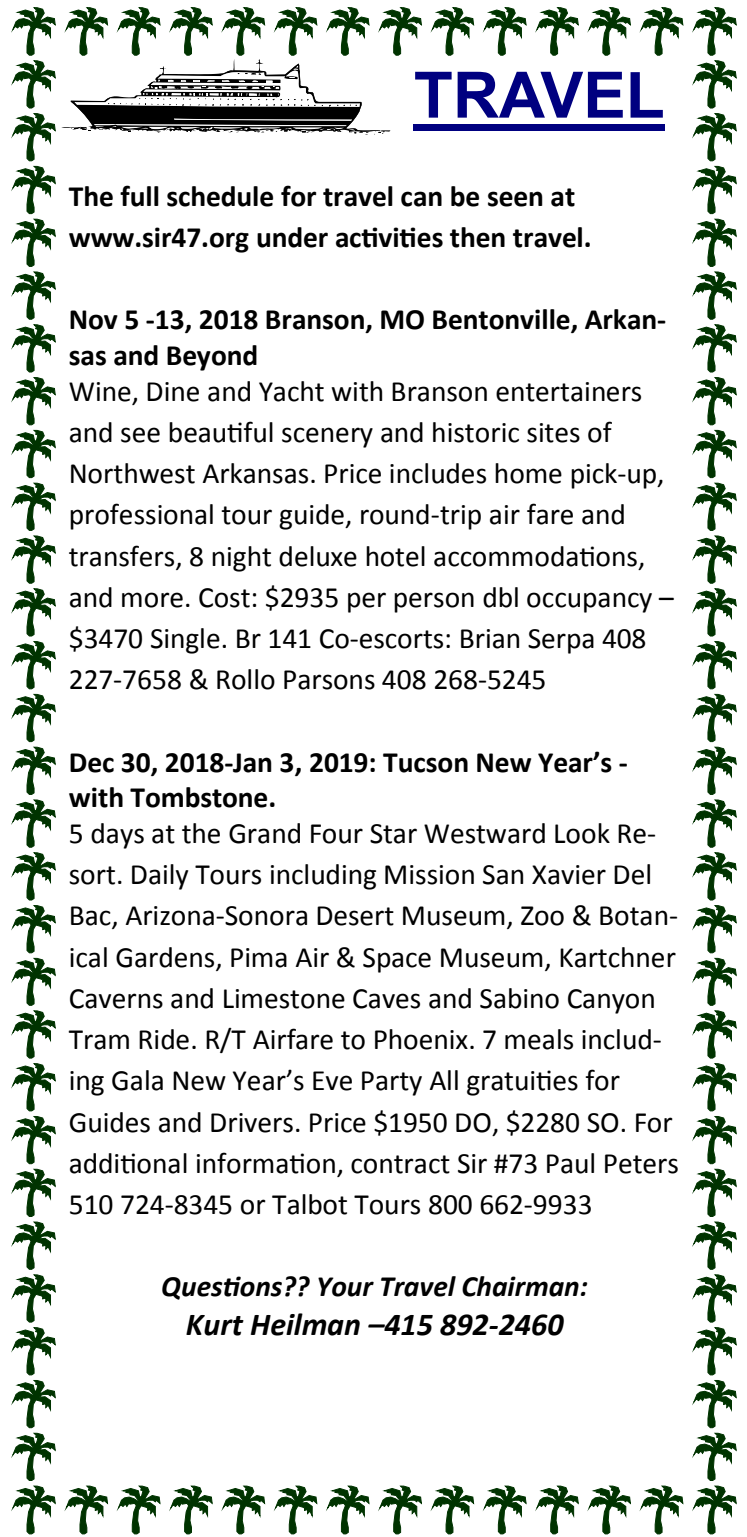 TRAVEL
The full schedule for travel can be seen at
www.sir47.org under activities then travel.
Nov 5 -13, 2018 Branson, MO Bentonville, Arkan-
sas and Beyond
Wine, Dine and Yacht with Branson entertainers
and see beautiful scenery and historic sites of
Northwest Arkansas. Price includes home pick-up,
professional tour guide, round-trip air fare and
transfers, 8 night deluxe hotel accommodations,
and more. Cost: $2935 per person dbl occupancy –
$3470 Single. Br 141 Co-escorts: Brian Serpa 408
227-7658 & Rollo Parsons 408 268-5245
Dec 30, 2018-Jan 3, 2019: Tucson New Year’s -
with Tombstone.
5 days at the Grand Four Star Westward Look Re-
sort. Daily Tours including Mission San Xavier Del
Bac, Arizona-Sonora Desert Museum, Zoo & Botan-
ical Gardens, Pima Air & Space Museum, Kartchner
Caverns and Limestone Caves and Sabino Canyon
Tram Ride. R/T Airfare to Phoenix. 7 meals includ-
ing Gala New Year’s Eve Party All gratuities for
Guides and Drivers. Price $1950 DO, $2280 SO. For
additional information, contract Sir #73 Paul Peters
510 724-8345 or Talbot Tours 800 662-9933
Questions?? Your Travel Chairman:
Kurt Heilman –415 892-2460